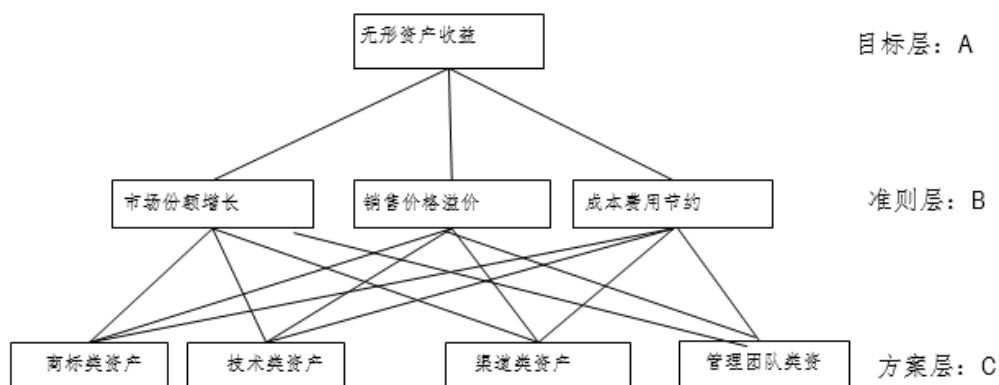 无形资产收益
目标层：A
市场份额增长
销售价格溢价
成本费用节约
准则层：B
商标类资产
技术类资产
渠道类资产
管理团队类资
方案层：C